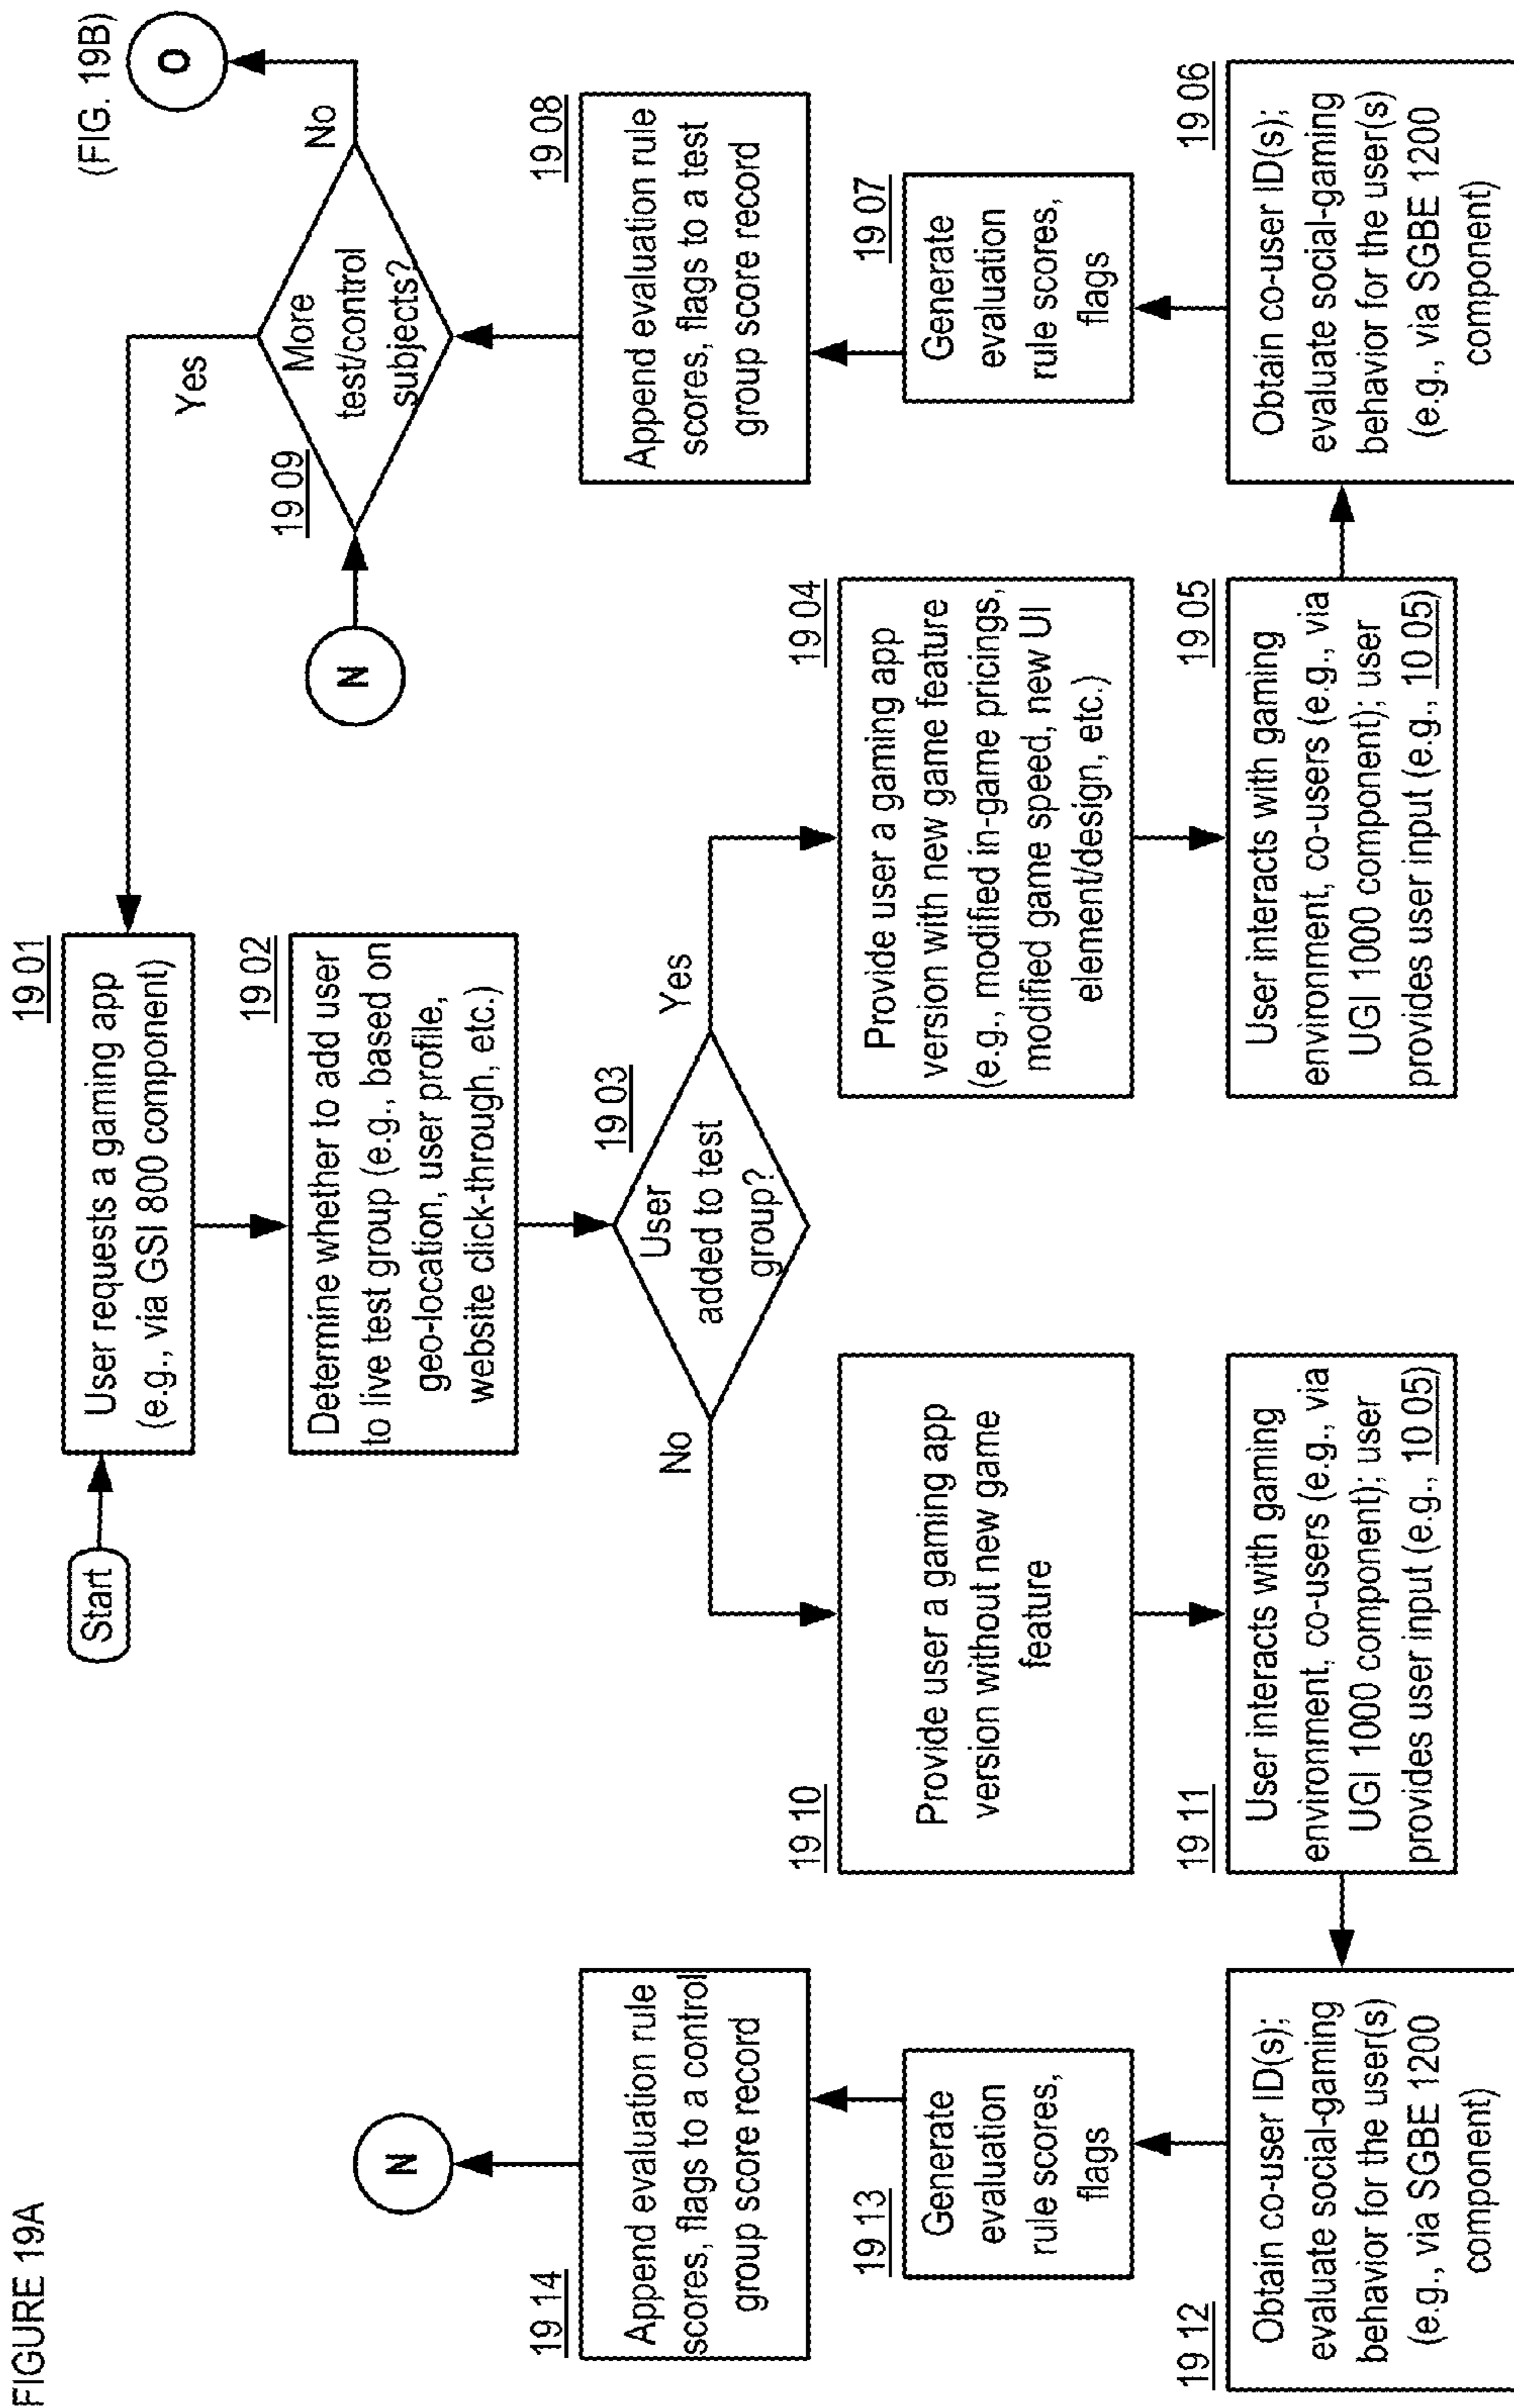 FIGURE 19A
Start
19 01
User requests a gaming app
(e.g., via GSI 800 component)
19 02
Determine whether to add user
to live test group (e.g., based on
geo-location, user profile,
website click-through, etc.)
19 03
User
added to test
group?
No
Yes
19 10
Provide user a gaming app
version without new game
feature
19 11
User interacts with gaming
environment, co-users (e.g., via
UGI 1000 component); user
provides user input (e.g., 10 05)
19 12
Obtain co-user ID(s);
evaluate social-gaming
behavior for the user(s)
(e.g., via SGBE 1200
component)
19 13
Generate
evaluation
rule scores,
flags
19 14
Append evaluation rule
scores, flags to a control
group score record
N
19 04
Provide user a gaming app
version with new game feature
(e.g., modified in-game pricings,
modified game speed, new UI
element/design, etc.)
19 05
User interacts with gaming
environment, co-users (e.g., via
UGI 1000 component); user
provides user input (e.g., 10 05)
19 06
Obtain co-user ID(s);
evaluate social-gaming
behavior for the user(s)
(e.g., via SGBE 1200
component)
19 07
Generate
evaluation
rule scores,
flags
19 08
Append evaluation rule
scores, flags to a test
group score record
N
19 09
More
test/control
subjects?
Yes
No
(FIG. 19B)
O